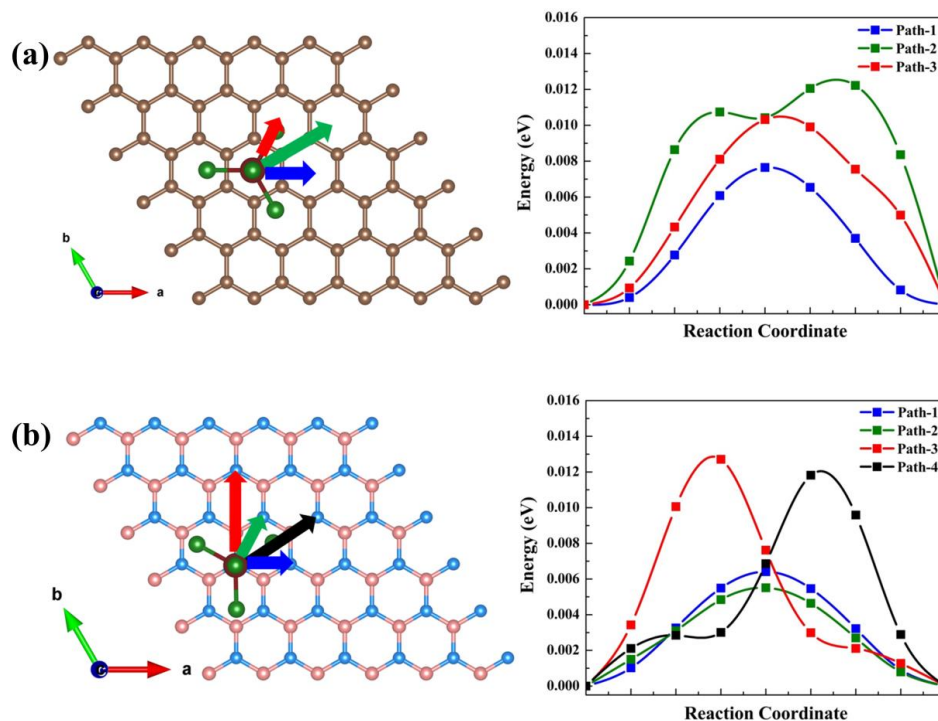 (a)
b
c
a
Energy (eV)
0.016
0.014
0.012
0.010
0.008
0.006
0.004
0.002
0.000
Path-1
Path-2
Path-3
Reaction Coordinate
(b)
b
c
a
Energy (eV)
0.016
0.014
0.012
0.010
0.008
0.006
0.004
0.002
0.000
Path-1
Path-2
Path-3
Path-4
Reaction Coordinate